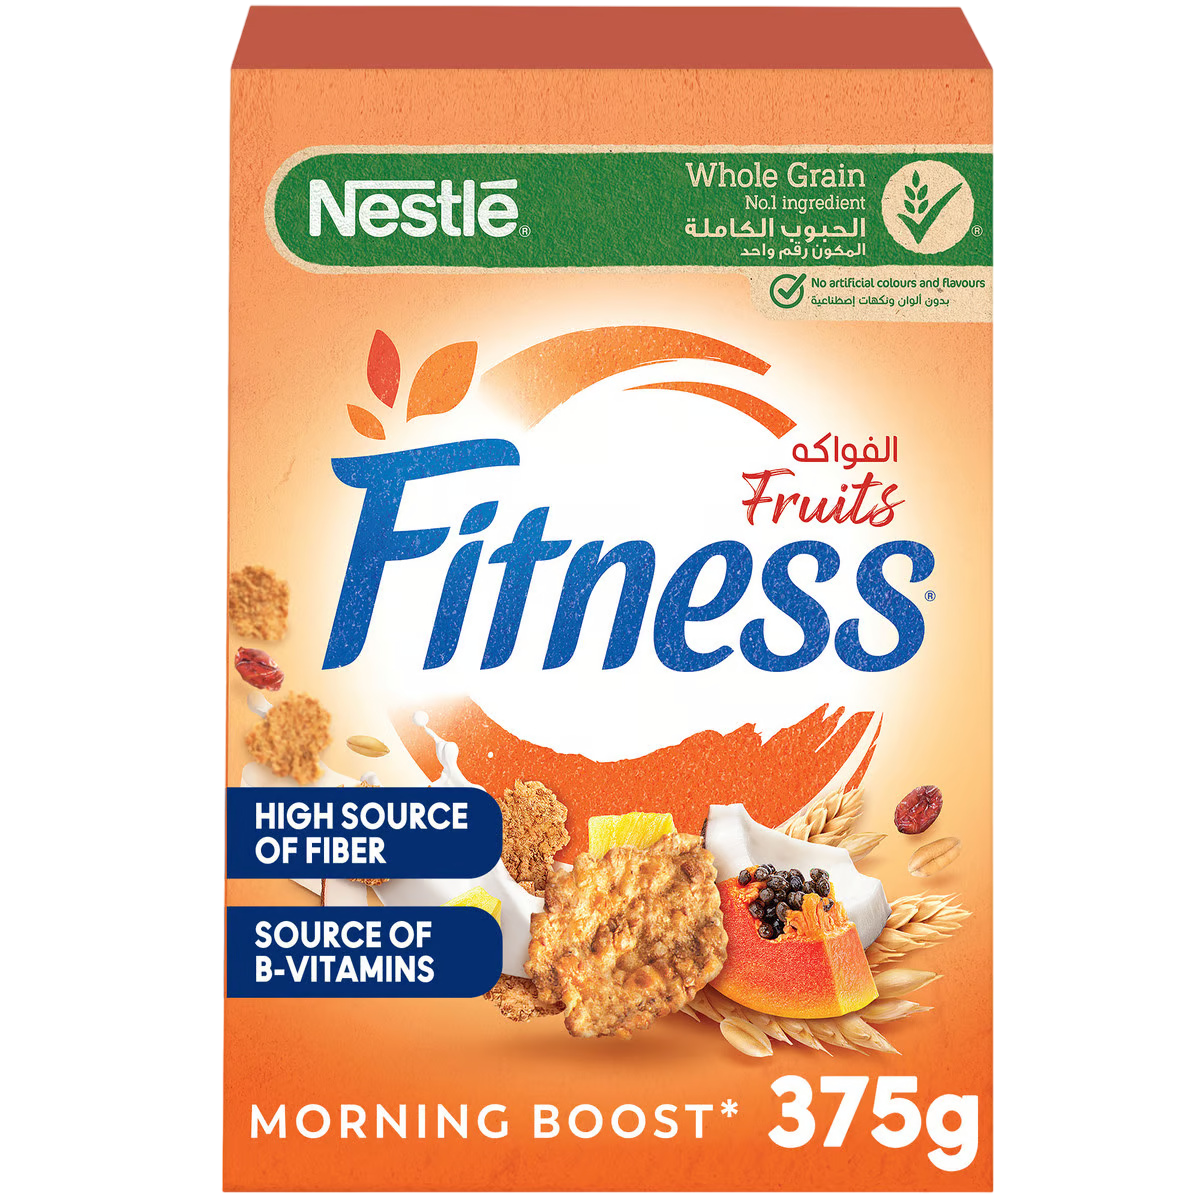 Nestlé®
Whole Grain
No.1 ingredient
الحبوب الكاملة
المكون رقم واحد
®
No artificial colours and flavours
بدون ألوان ونكهات إصطناعية
الفواكه
Fruits
Fitness®
HIGH SOURCE
OF FIBER
SOURCE OF
B-VITAMINS
MORNING BOOST*
375g